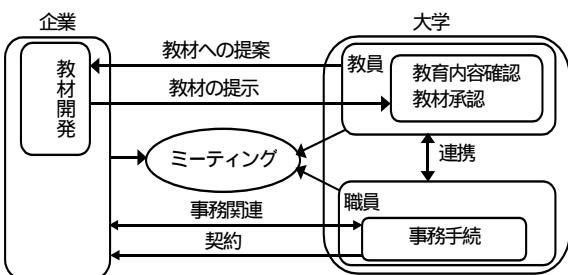 企業
大学
教材開発
教材への提案
教材の提示
教員
教育内容確認
教材承認
ミーティング
連携
職員
事務関連
契約
事務手続